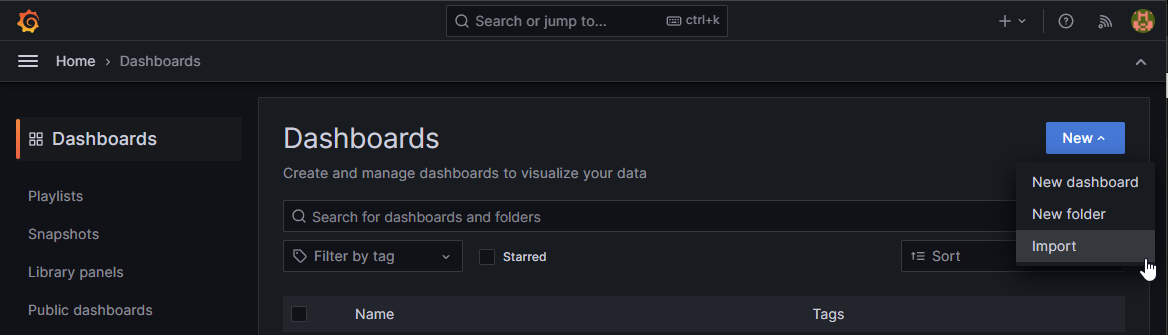 Search or jump to... ctrl+k
Home › Dashboards
Dashboards
Playlists
Snapshots
Library panels
Public dashboards
Dashboards
Create and manage dashboards to visualize your data
New
New dashboard
New folder
Import
Search for dashboards and folders
Filter by tag
Starred
Sort
Name Tags